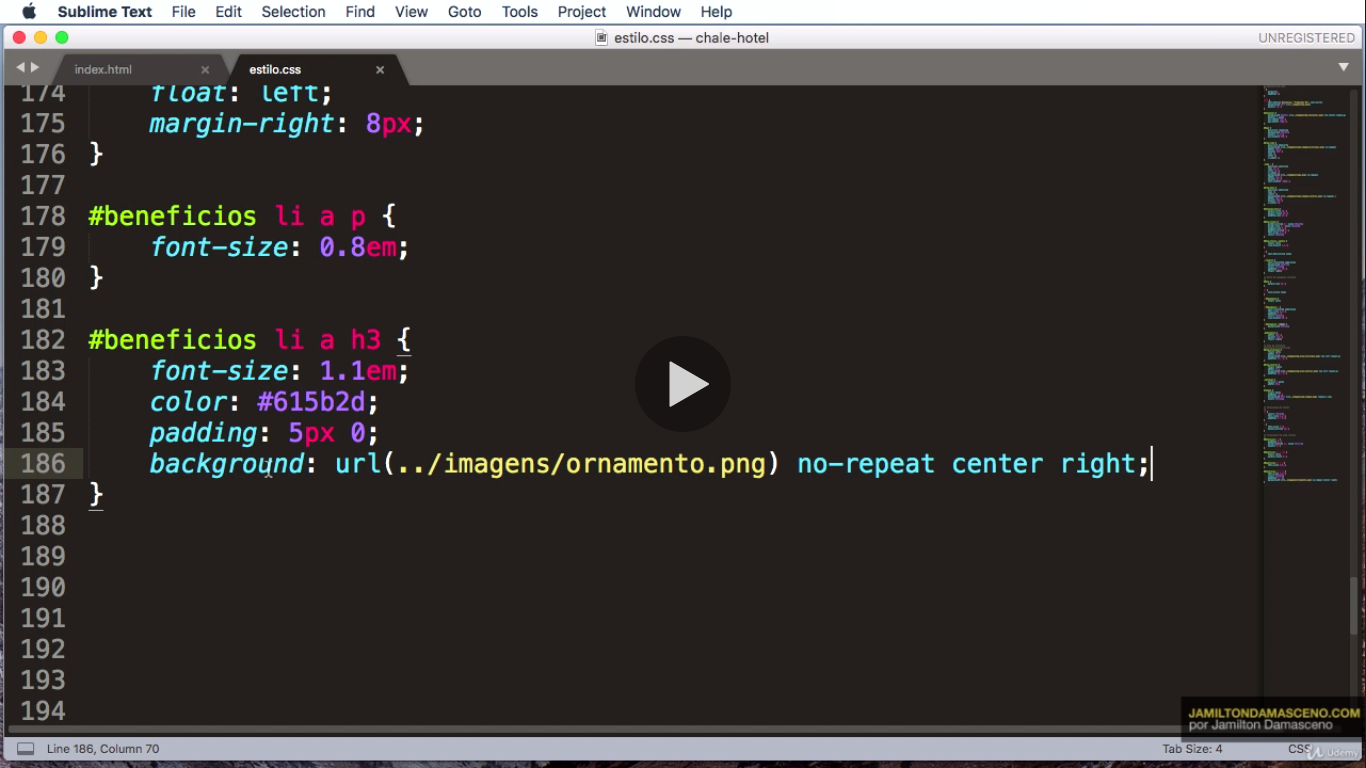 Sublime Text File Edit Selection Find View Goto Tools Project Window Help
estilo.css — chale-hotel UNREGISTERED
index.html × estilo.css ×
174 float: left;
175 margin-right: 8px;
176 }
177
178 #beneficios li a p {
179 font-size: 0.8em;
180 }
181
182 #beneficios li a h3 {
183 font-size: 1.1em;
184 color: #615b2d;
185 padding: 5px 0;
186 background: url(../imagens/ornamento.png) no-repeat center right;
187 }
188
189
190
191
192
193
194
JAMILTONDAMASCENO.COM
por Jamilton Damasceno
Line 186, Column 70 Tab Size: 4 CSS
Udemy